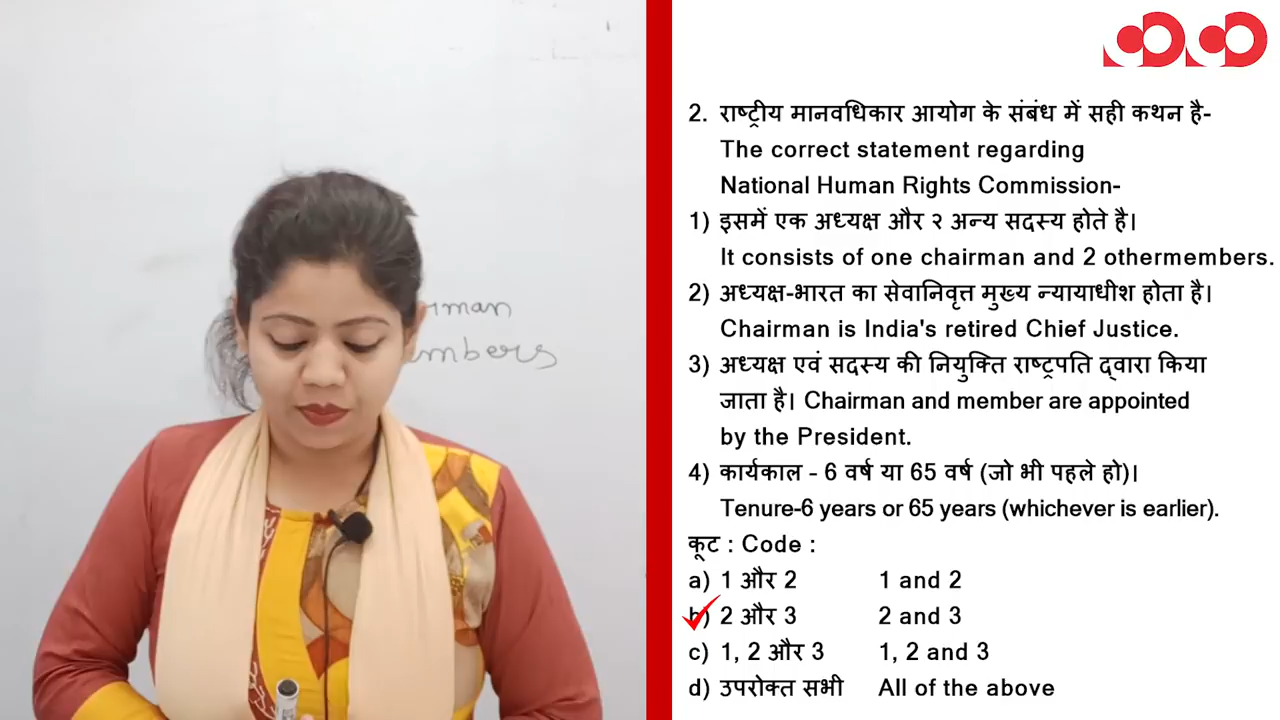 rman
mbers
2. राष्ट्रीय मानवधिकार आयोग के संबंध में सही कथन है-
The correct statement regarding
National Human Rights Commission-
1) इसमें एक अध्यक्ष और २ अन्य सदस्य होते है।
It consists of one chairman and 2 othermembers.
2) अध्यक्ष-भारत का सेवानिवृत्त मुख्य न्यायाधीश होता है।
Chairman is India's retired Chief Justice.
3) अध्यक्ष एवं सदस्य की नियुक्ति राष्ट्रपति द्वारा किया
जाता है। Chairman and member are appointed
by the President.
4) कार्यकाल - 6 वर्ष या 65 वर्ष (जो भी पहले हो)।
Tenure-6 years or 65 years (whichever is earlier).
कूट : Code :
a) 1 और 2 1 and 2
b) 2 और 3 2 and 3
c) 1, 2 और 3 1, 2 and 3
d) उपरोक्त सभी All of the above